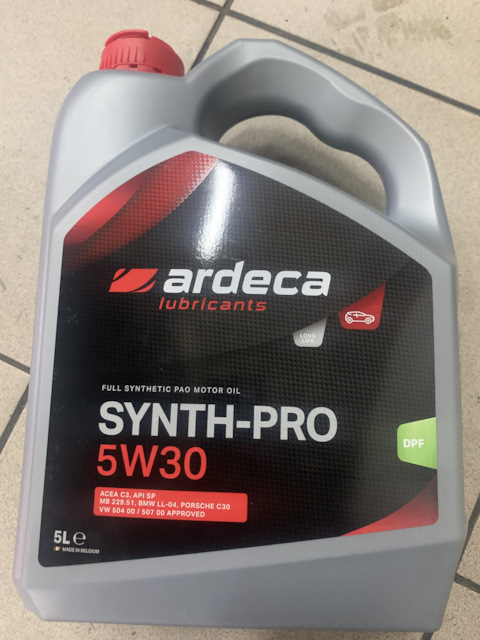 ardeca
lubricants
LONG
LIFE
FULL SYNTHETIC PAO MOTOR OIL
SYNTH-PRO
5W30
DPF
ACEA C3, API SP
MB 229.51, BMW LL-04, PORSCHE C30
VW 504 00 / 507 00 APPROVED
5L ℮
MADE IN BELGIUM